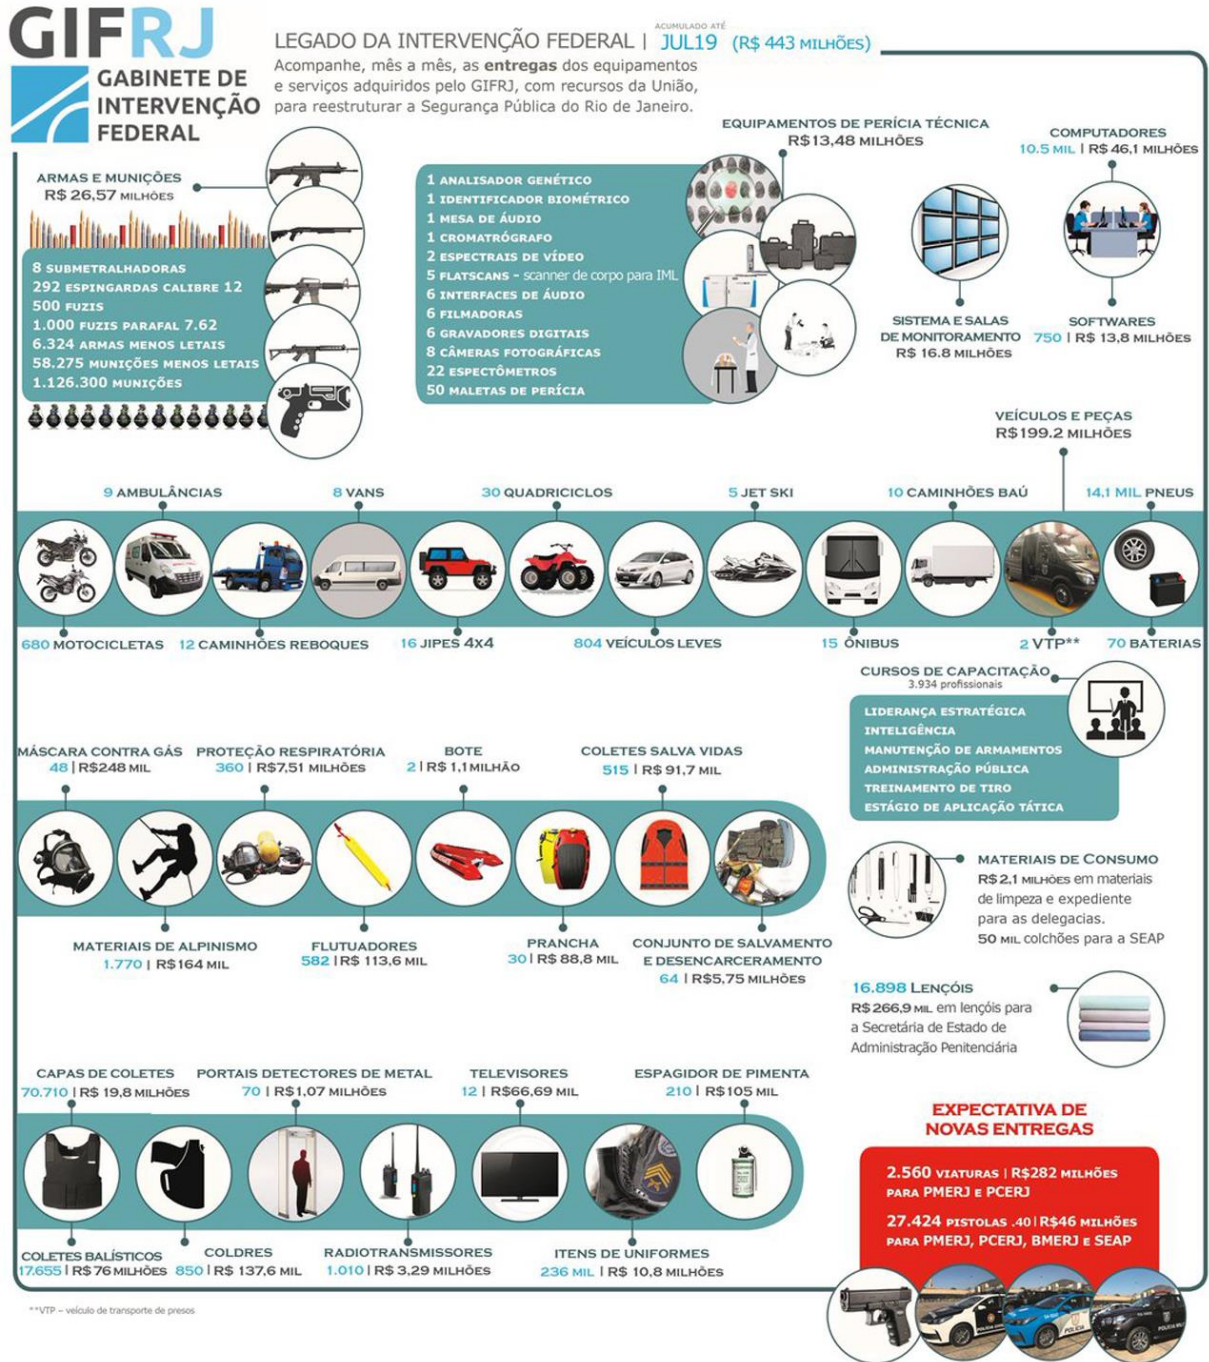 GIFRJ
GABINETE DE
INTERVENÇÃO
FEDERAL
LEGADO DA INTERVENÇÃO FEDERAL | ACUMULADO ATÉ JUL19 (R$ 443 MILHÕES)
Acompanhe, mês a mês, as entregas dos equipamentos
e serviços adquiridos pelo GIFRJ, com recursos da União,
para reestruturar a Segurança Pública do Rio de Janeiro.
ARMAS E MUNIÇÕES
R$ 26,57 MILHÕES
8 SUBMETRALHADORAS
292 ESPINGARDAS CALIBRE 12
500 FUZIS
1.000 FUZIS PARAFAL 7.62
6.324 ARMAS MENOS LETAIS
58.275 MUNIÇÕES MENOS LETAIS
1.126.300 MUNIÇÕES
EQUIPAMENTOS DE PERÍCIA TÉCNICA
R$13,48 MILHÕES
1 ANALISADOR GENÉTICO
1 IDENTIFICADOR BIOMÉTRICO
1 MESA DE ÁUDIO
1 CROMATRÓGRAFO
2 ESPECTRAIS DE VÍDEO
5 FLATSCANS - scanner de corpo para IML
6 INTERFACES DE ÁUDIO
6 FILMADORAS
6 GRAVADORES DIGITAIS
8 CÂMERAS FOTOGRÁFICAS
22 ESPECTÔMETROS
50 MALETAS DE PERÍCIA
COMPUTADORES
10.5 MIL | R$ 46,1 MILHÕES
SISTEMA E SALAS
DE MONITORAMENTO
R$ 16.8 MILHÕES
SOFTWARES
750 | R$ 13,8 MILHÕES
VEÍCULOS E PEÇAS
R$199.2 MILHÕES
9 AMBULÂNCIAS
8 VANS
30 QUADRICICLOS
5 JET SKI
10 CAMINHÕES BAÚ
14,1 MIL PNEUS
680 MOTOCICLETAS
12 CAMINHÕES REBOQUES
16 JIPES 4x4
804 VEÍCULOS LEVES
15 ÔNIBUS
2 VTP**
70 BATERIAS
CURSOS DE CAPACITAÇÃO
3.934 profissionais
LIDERANÇA ESTRATÉGICA
INTELIGÊNCIA
MANUTENÇÃO DE ARMAMENTOS
ADMINISTRAÇÃO PÚBLICA
TREINAMENTO DE TIRO
ESTÁGIO DE APLICAÇÃO TÁTICA
MÁSCARA CONTRA GÁS
48 | R$248 MIL
PROTEÇÃO RESPIRATÓRIA
360 | R$7,51 MILHÕES
BOTE
2 | R$ 1,1 MILHÃO
COLETES SALVA VIDAS
515 | R$ 91,7 MIL
MATERIAIS DE ALPINISMO
1.770 | R$164 MIL
FLUTUADORES
582 | R$ 113,6 MIL
PRANCHA
30 | R$ 88,8 MIL
CONJUNTO DE SALVAMENTO
E DESENCARCERAMENTO
64 | R$5,75 MILHÕES
MATERIAIS DE CONSUMO
R$ 2,1 MILHÕES em materiais
de limpeza e expediente
para as delegacias.
50 MIL colchões para a SEAP
16.898 LENÇÓIS
R$ 266,9 MIL em lençóis para
a Secretária de Estado de
Administração Penitenciária
CAPAS DE COLETES
70.710 | R$ 19,8 MILHÕES
PORTAIS DETECTORES DE METAL
70 | R$1,07 MILHÕES
TELEVISORES
12 | R$66,69 MIL
ESPAGIDOR DE PIMENTA
210 | R$105 MIL
COLETES BALÍSTICOS
17.655 | R$ 76 MILHÕES
COLDRES
850 | R$ 137,6 MIL
RADIOTRANSMISSORES
1.010 | R$ 3,29 MILHÕES
ITENS DE UNIFORMES
236 MIL | R$ 10,8 MILHÕES
EXPECTATIVA DE
NOVAS ENTREGAS
2.560 VIATURAS | R$282 MILHÕES
PARA PMERJ E PCERJ
27.424 PISTOLAS .40 | R$46 MILHÕES
PARA PMERJ, PCERJ, BMERJ E SEAP
**VTP – veículo de transporte de presos